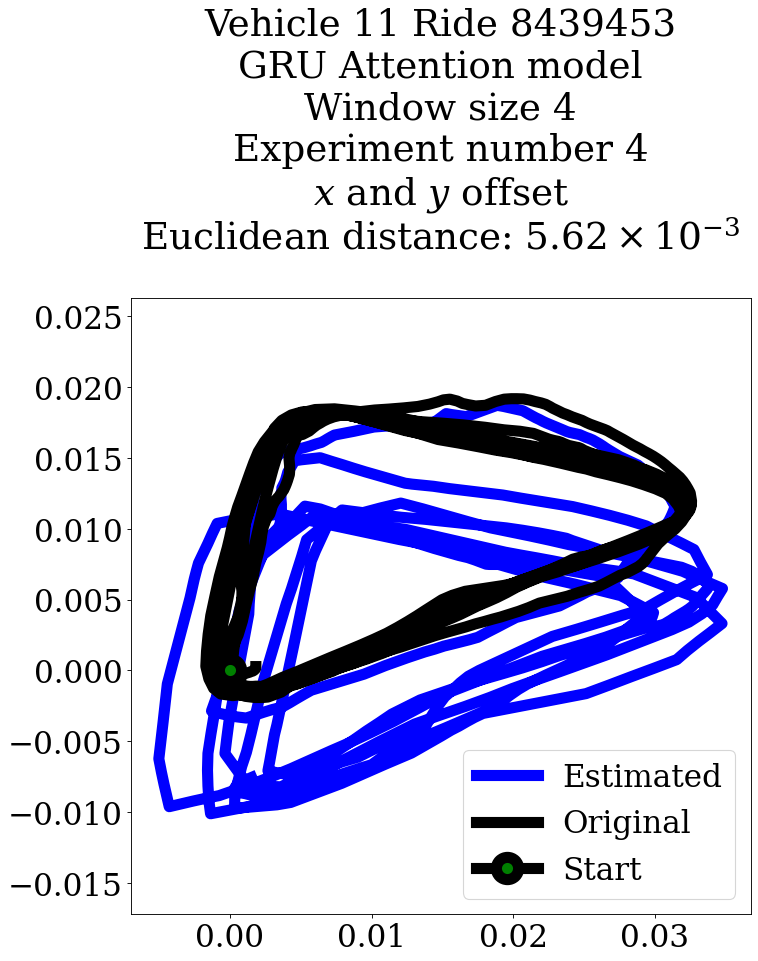 Vehicle 11 Ride 8439453
GRU Attention model
Window size 4
Experiment number 4
x and y offset
Euclidean distance: 5.62 × 10⁻³
0.025
0.020
0.015
0.010
0.005
0.000
−0.005
−0.010
−0.015
Estimated
Original
Start
0.00 0.01 0.02 0.03